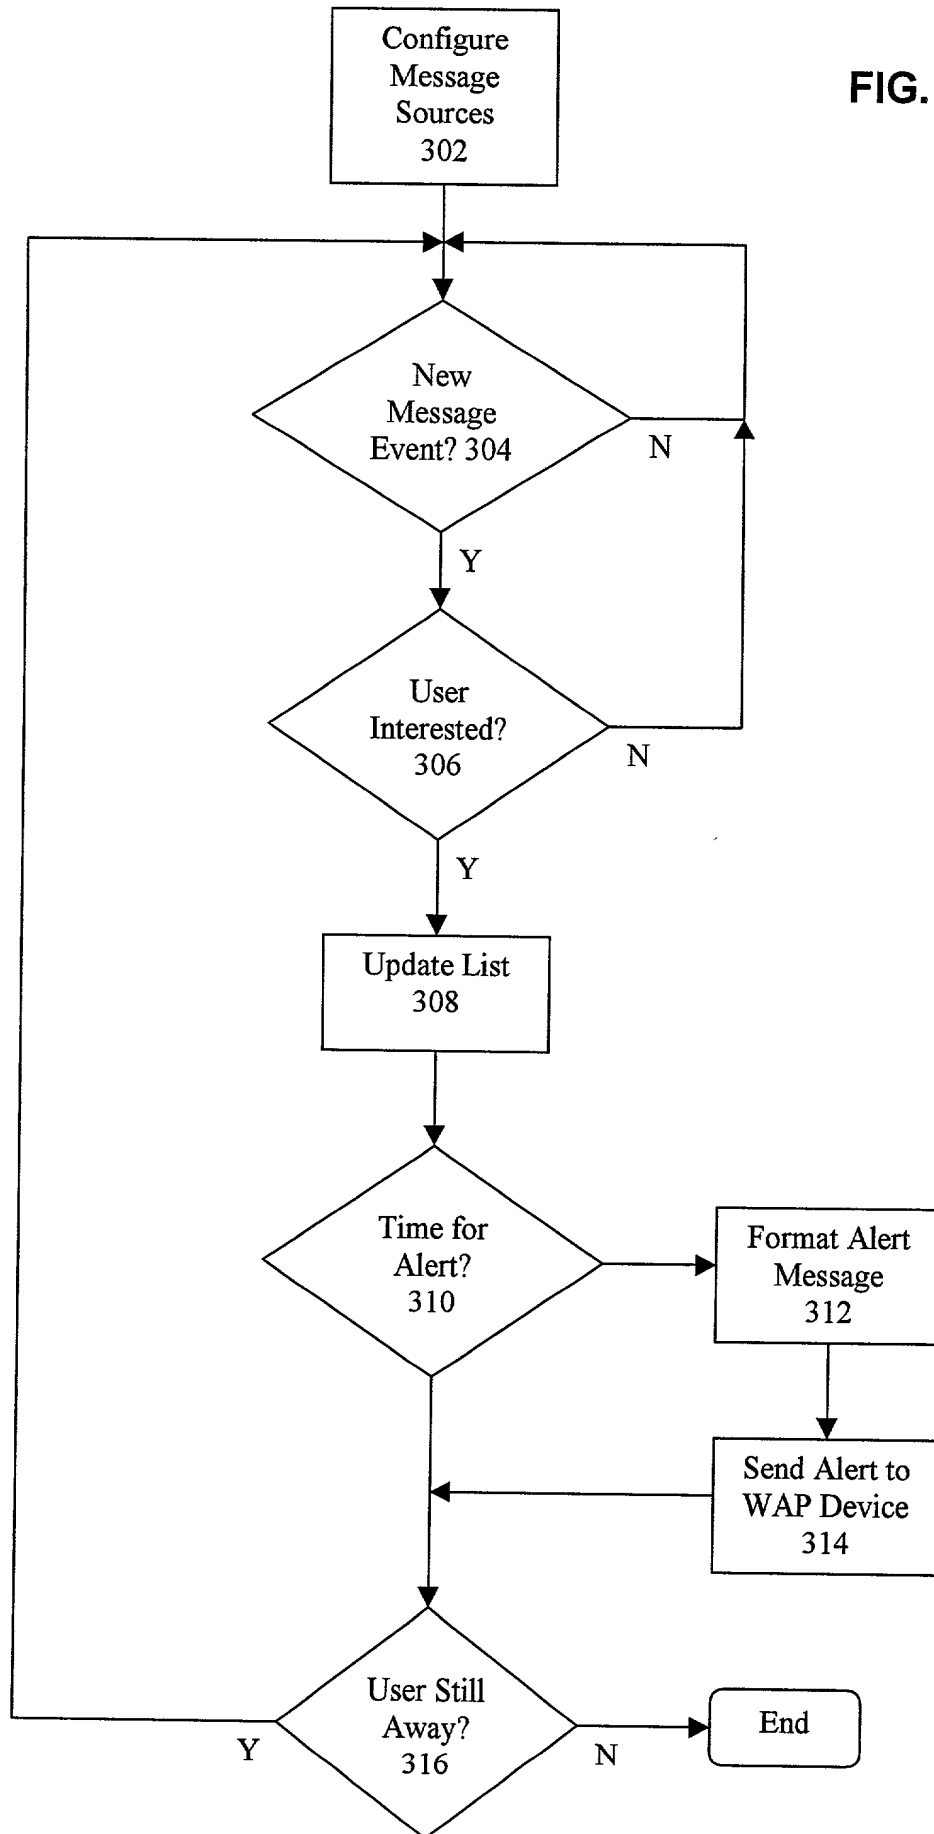 Configure
Message
Sources
302
FIG.
New
Message
Event? 304
N
Y
User
Interested?
306
N
Y
Update List
308
Time for
Alert?
310
Format Alert
Message
312
Send Alert to
WAP Device
314
User Still
Away?
316
Y
N
End